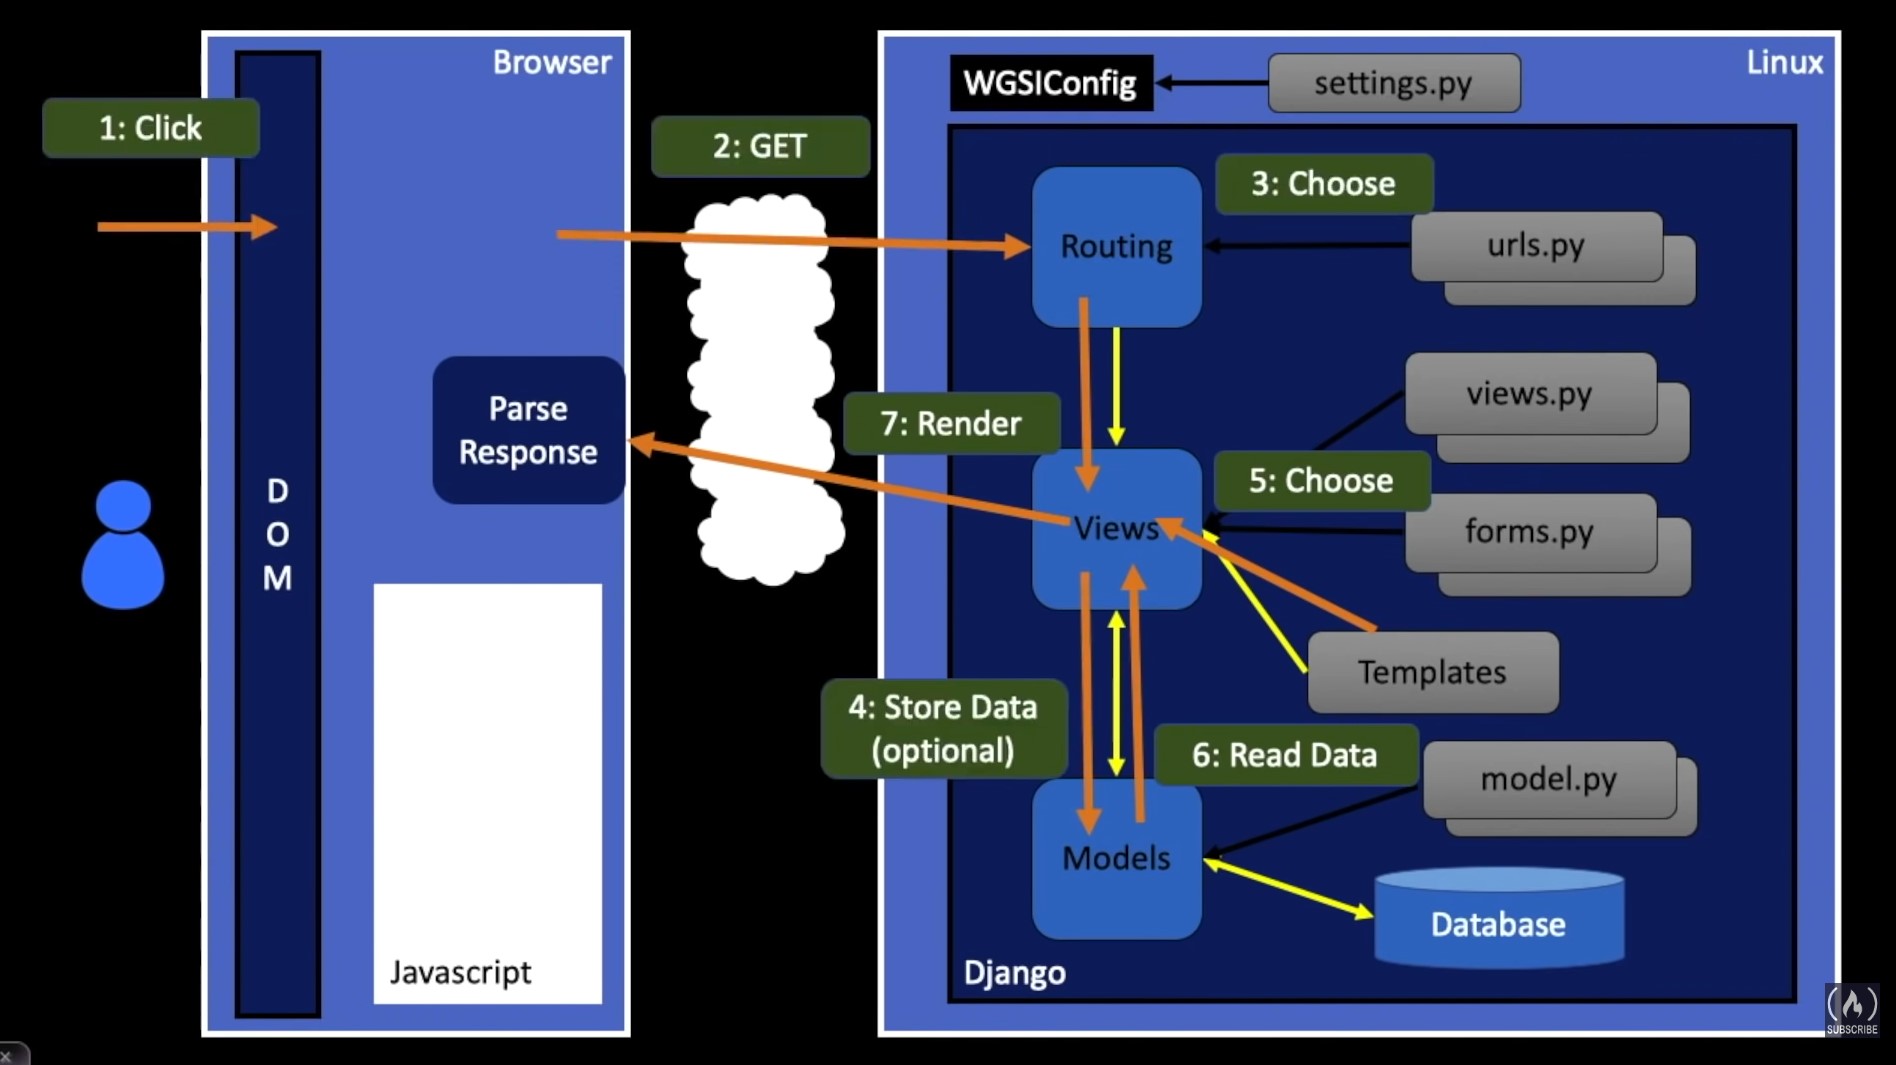 Browser
Linux
WGSIConfig
settings.py
1: Click
2: GET
3: Choose
Routing
urls.py
views.py
Parse
Response
7: Render
5: Choose
D
O
M
Views
forms.py
Templates
4: Store Data
(optional)
6: Read Data
model.py
Models
Database
Javascript
Django
SUBSCRIBE